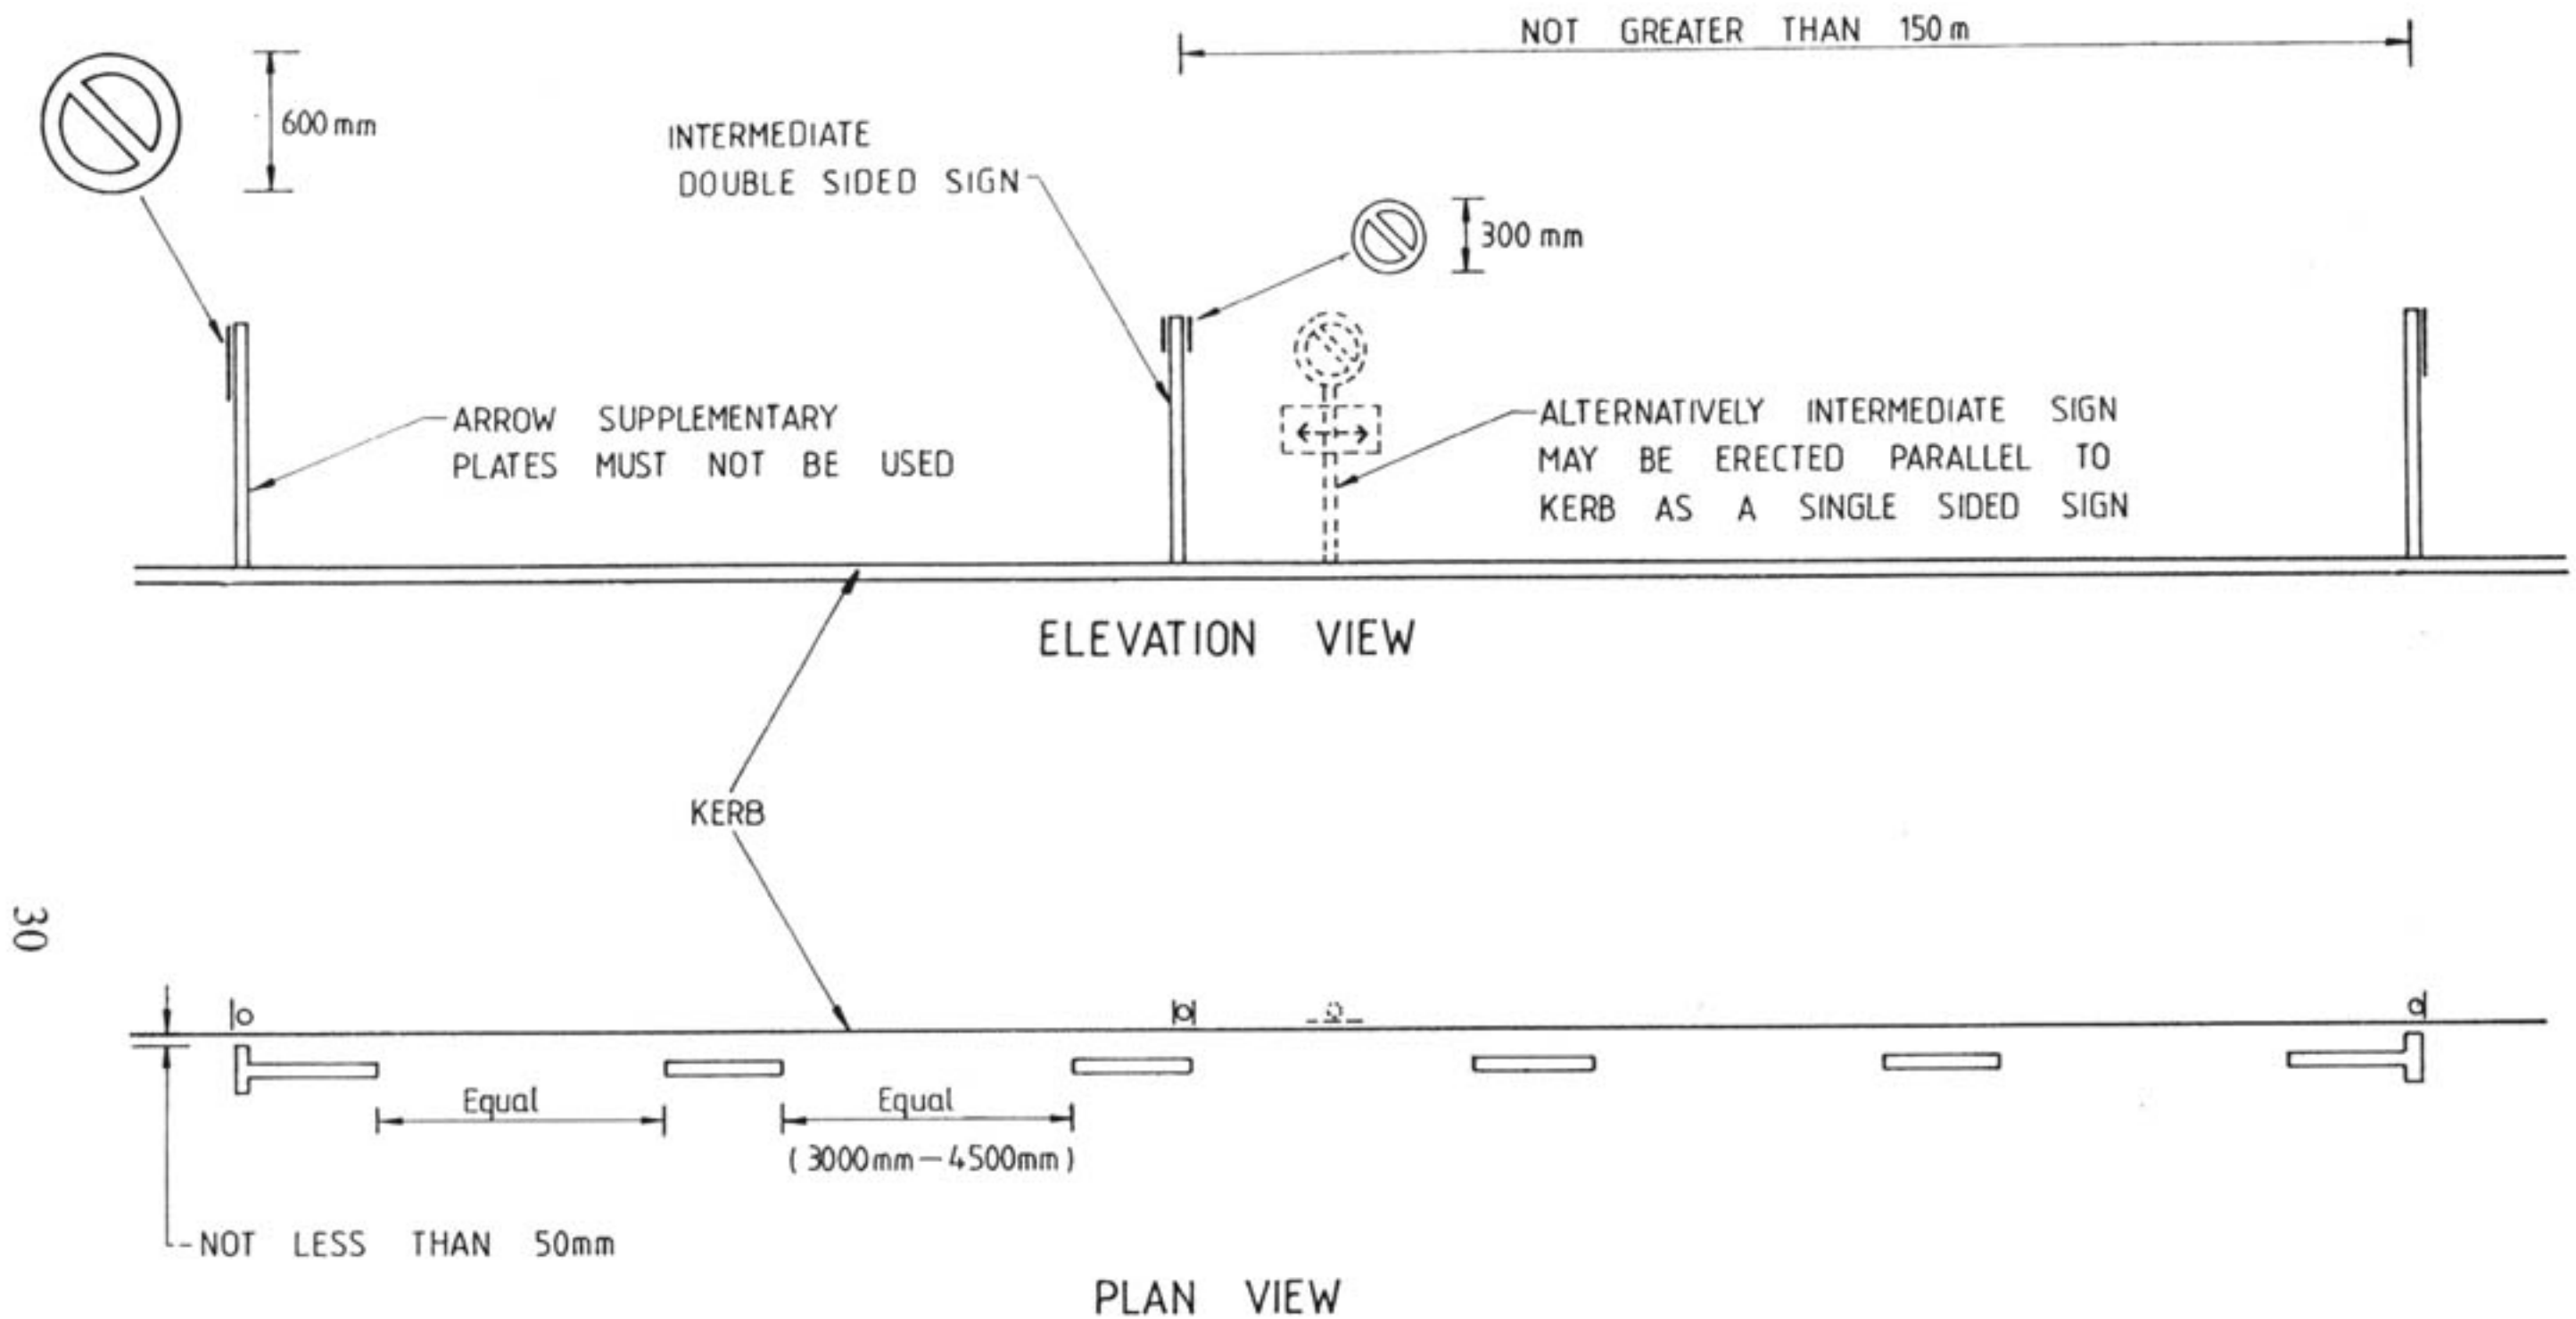 NOT GREATER THAN 150 m
600 mm
INTERMEDIATE
DOUBLE SIDED SIGN
300 mm
ARROW SUPPLEMENTARY
PLATES MUST NOT BE USED
ALTERNATIVELY INTERMEDIATE SIGN
MAY BE ERECTED PARALLEL TO
KERB AS A SINGLE SIDED SIGN
ELEVATION VIEW
KERB
30
Equal
Equal
(3000mm—4500mm)
NOT LESS THAN 50mm
PLAN VIEW